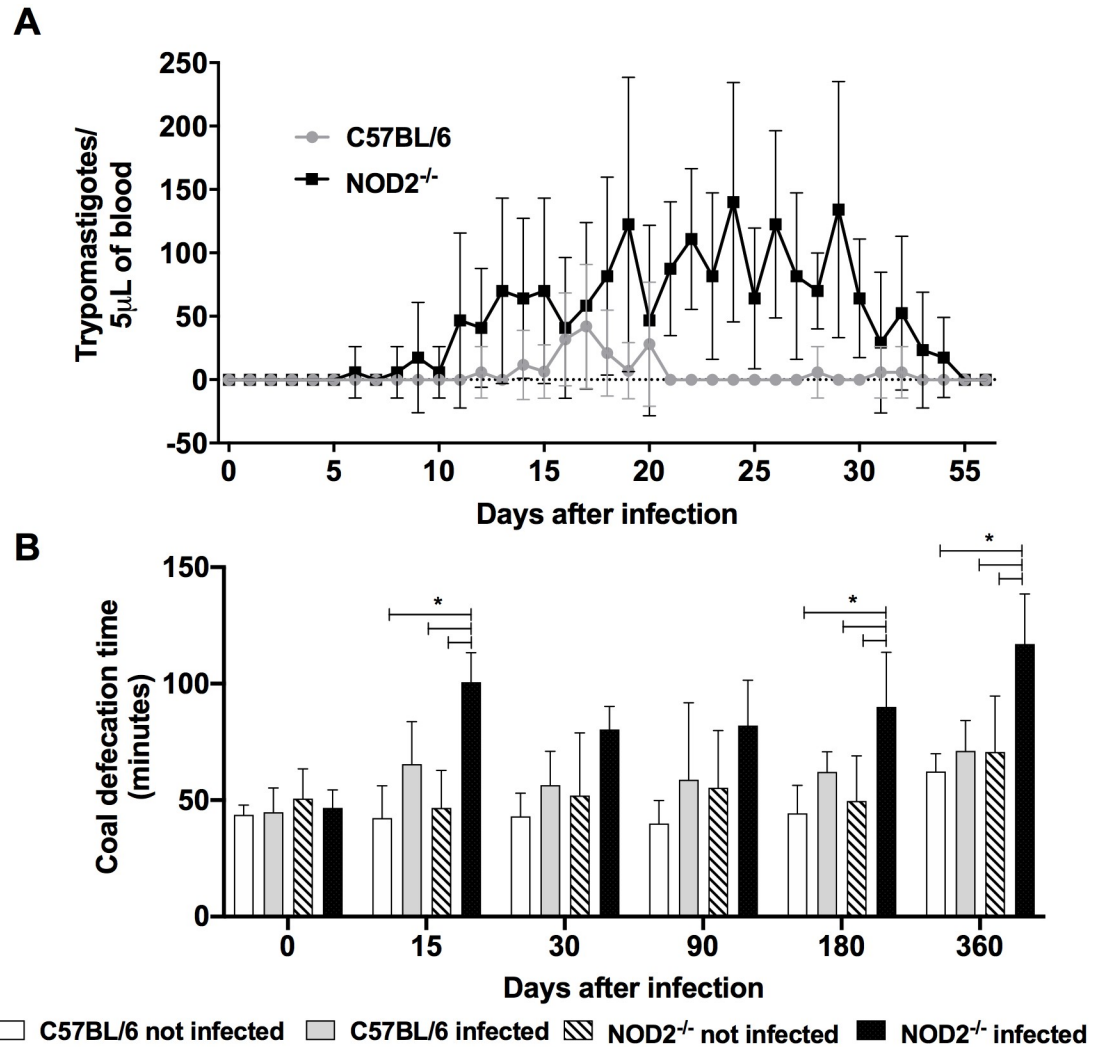 A
250
200
150
100
50
0
-50
Trypomastigotes/
5μL of blood
C57BL/6
NOD2-/-
0 5 10 15 20 25 30 55
Days after infection
B
150
100
50
0
Coal defecation time
(minutes)
* * *
0 15 30 90 180 360
Days after infection
C57BL/6 not infected C57BL/6 infected NOD2-/- not infected NOD2-/- infected